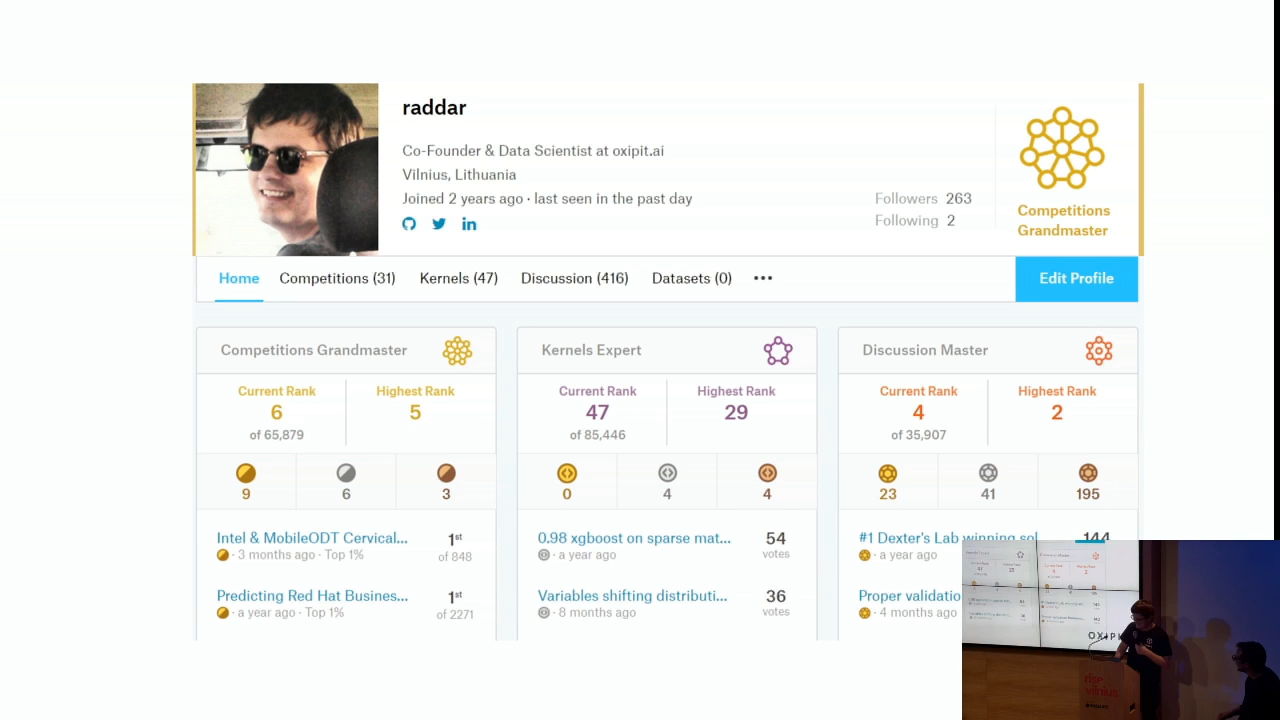 raddar
Co-Founder & Data Scientist at oxipit.ai
Vilnius, Lithuania
Joined 2 years ago · last seen in the past day
Followers 263
Following 2
Competitions
Grandmaster
Home Competitions (31) Kernels (47) Discussion (416) Datasets (0) ••• Edit Profile
Competitions Grandmaster
Current Rank Highest Rank
6 5
of 65,879
9 6 3
Intel & MobileODT Cervical... 1st
· 3 months ago · Top 1% of 848
Predicting Red Hat Busines... 1st
· a year ago · Top 1% of 2271
Kernels Expert
Current Rank Highest Rank
47 29
of 85,446
0 4 4
0.98 xgboost on sparse mat... 54
· a year ago votes
Variables shifting distributi... 36
· 8 months ago votes
Discussion Master
Current Rank Highest Rank
4 2
of 35,907
23 41 195
#1 Dexter's Lab winning sol 144
· a year ago
Proper validatio
· 4 months ago
rise
vilnius